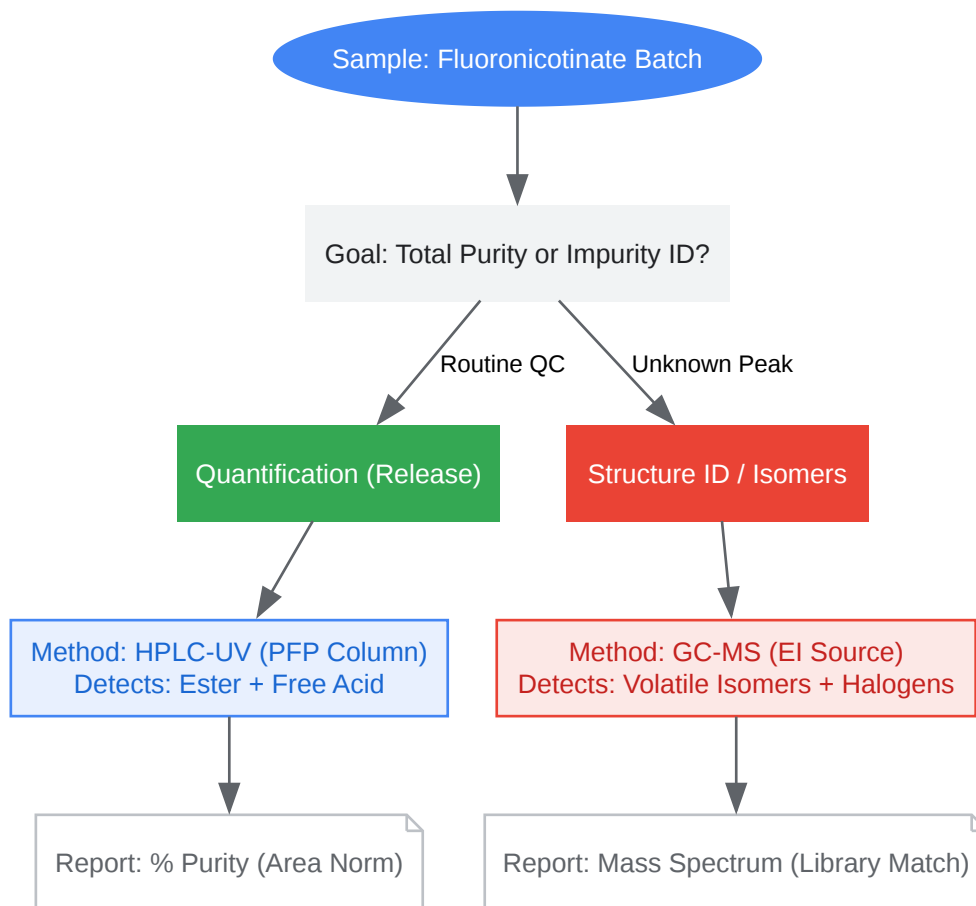 Sample: Fluoronicotinate Batch
Goal: Total Purity or Impurity ID?
Routine QC
Unknown Peak
Quantification (Release)
Structure ID / Isomers
Method: HPLC-UV (PFP Column)
Detects: Ester + Free Acid
Method: GC-MS (EI Source)
Detects: Volatile Isomers + Halogens
Report: % Purity (Area Norm)
Report: Mass Spectrum (Library Match)